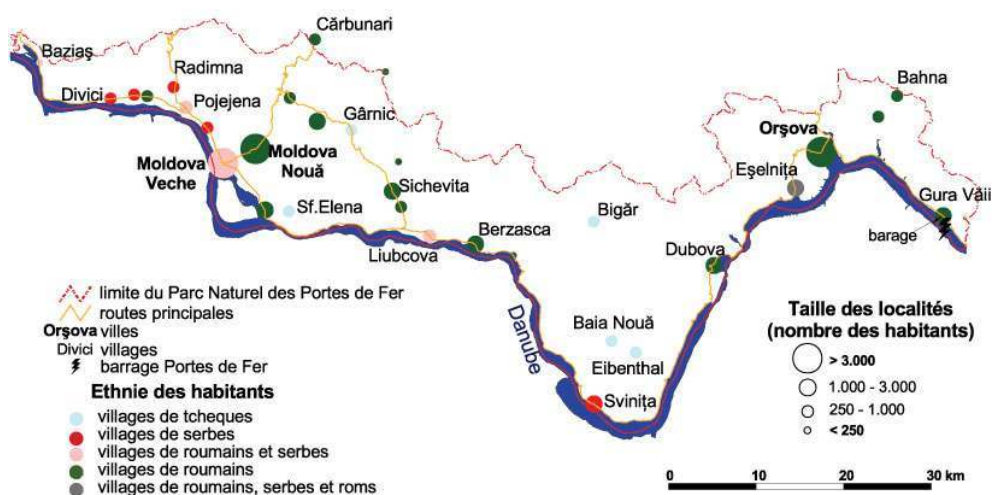 Cărbunari
Baziaş
Radimna
Bahna
Divici
Pojejena
Gârnic
Orşova
Moldova
Veche
Moldova
Nouă
Eşelniţa
Sichevita
Gura Văii
Sf.Elena
Bigăr
barage
Berzasca
Liubcova
Dubova
limite du Parc Naturel des Portes de Fer
routes principales
Orşova villes
Divici villages
barrage Portes de Fer
Danube
Baia Nouă
Eibenthal
Sviniţa
Taille des localités
(nombre des habitants)
> 3.000
1.000 - 3.000
250 - 1.000
< 250
Ethnie des habitants
villages de tcheques
villages de serbes
villages de roumains et serbes
villages de roumains
villages de roumains, serbes et roms
0 10 20 30 km